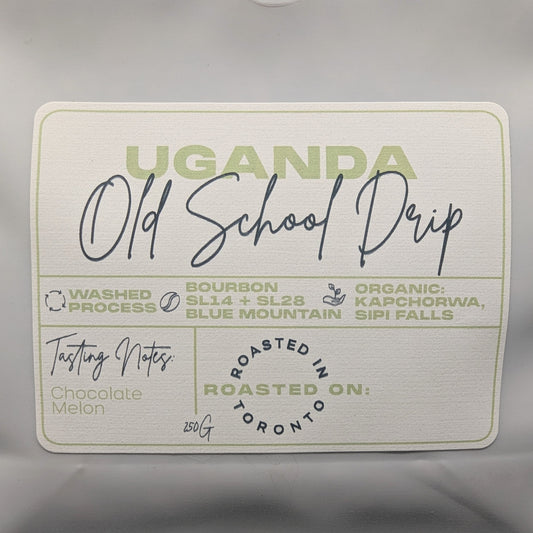 UGANDA
Old School Drip
WASHED
PROCESS
BOURBON
SL14 + SL28
BLUE MOUNTAIN
ORGANIC:
KAPCHORWA,
SIPI FALLS
Tasting Notes:
Chocolate
Melon
250G
ROASTED IN
TORONTO
ROASTED ON: